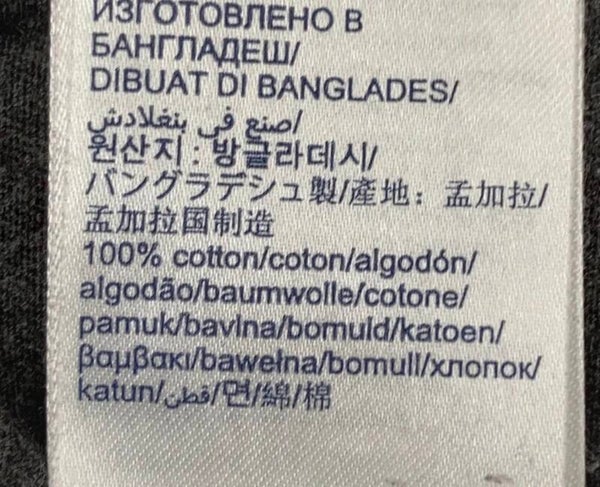 ИЗГОТОВЛЕНО В
БАНГЛАДЕШ/
DIBUAT DI BANGLADES/
صنع في بنغلادش/
원산지 : 방글라데시/
バングラデシュ製/產地：孟加拉/
孟加拉国制造
100% cotton/coton/algodón/
algodão/baumwolle/cotone/
pamuk/bavlna/bomuld/katoen/
βαμβακι/bawełna/bomull/хлопок/
katun/قطن/면/綿/棉